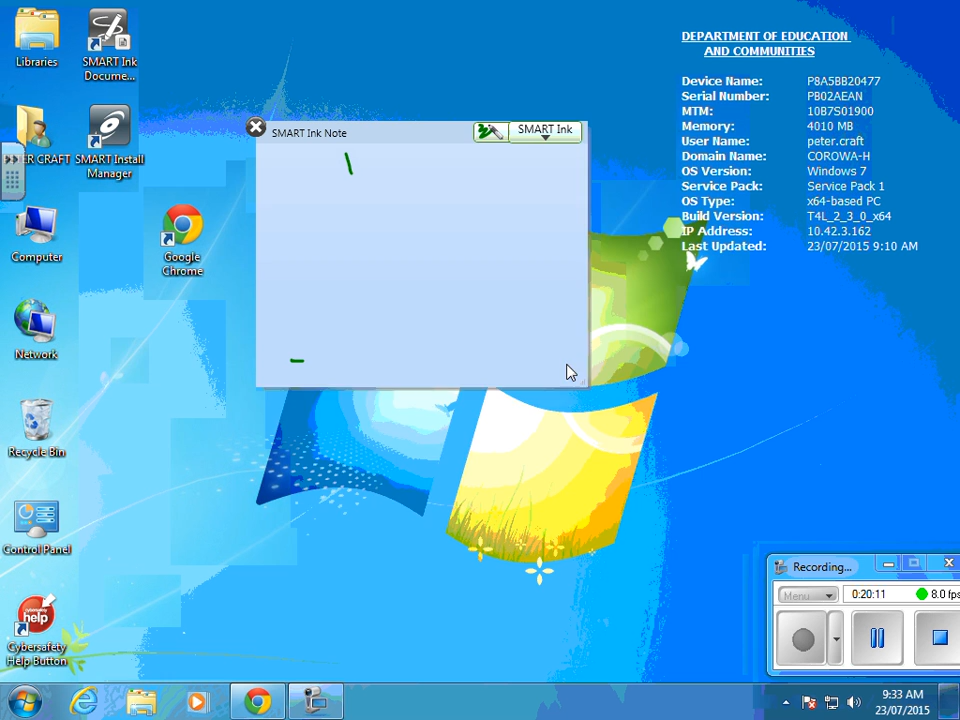 Libraries
SMART Ink
Docume...
ER CRAFT
SMART Install
Manager
Computer
Google
Chrome
Network
Recycle Bin
Control Panel
Cybersafety
help
Cybersafety
Help Button
SMART Ink Note
SMART Ink
DEPARTMENT OF EDUCATION
AND COMMUNITIES
Device Name: P8A5BB20477
Serial Number: PB02AEAN
MTM: 10B7S01900
Memory: 4010 MB
User Name: peter.craft
Domain Name: COROWA-H
OS Version: Windows 7
Service Pack: Service Pack 1
OS Type: x64-based PC
Build Version: T4L_2_3_0_x64
IP Address: 10.42.3.162
Last Updated: 23/07/2015 9:10 AM
Recording...
Menu
0:20:11
8.0 fps
9:33 AM
23/07/2015